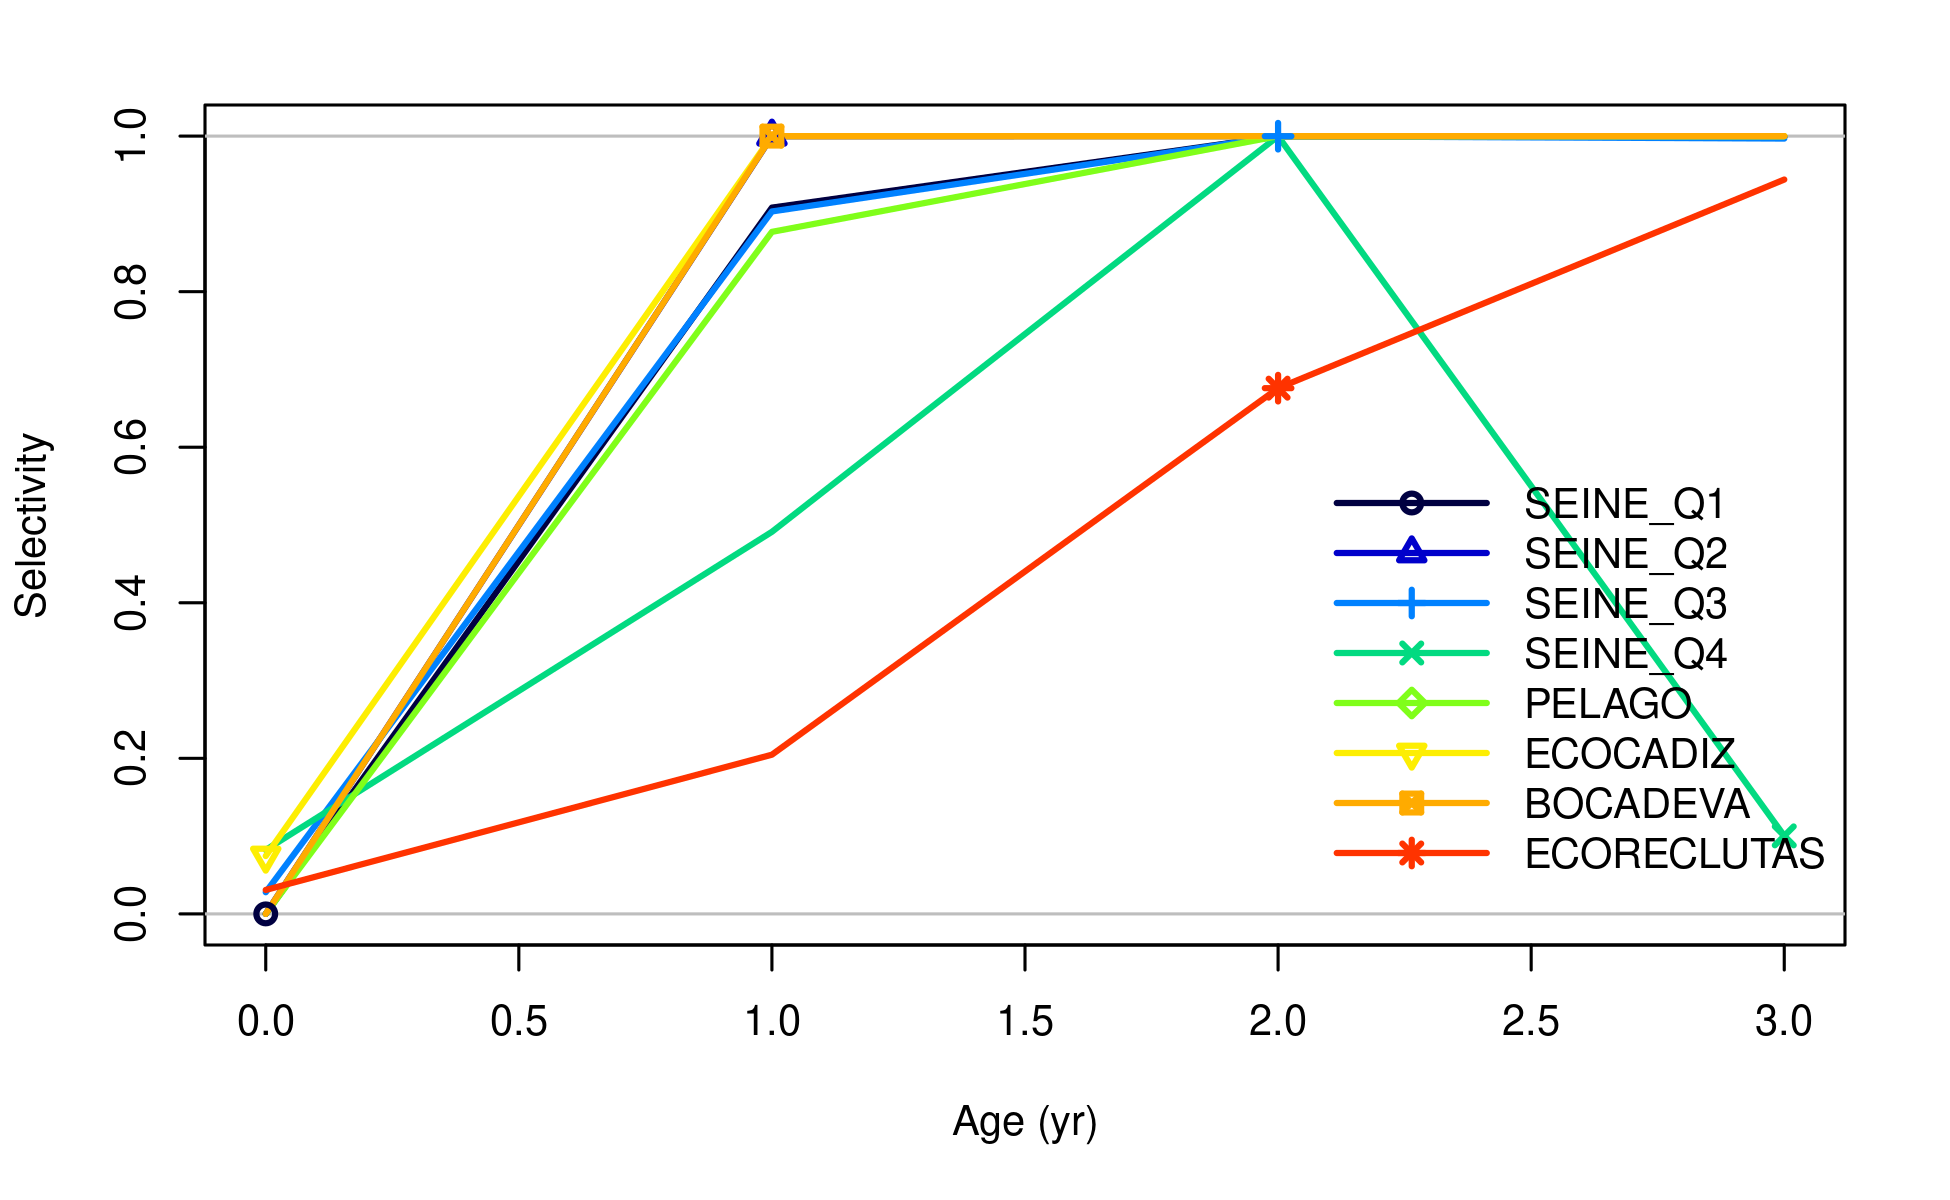 Selectivity
1.0
0.8
0.6
0.4
0.2
0.0
SEINE_Q1
SEINE_Q2
SEINE_Q3
SEINE_Q4
PELAGO
ECOCADIZ
BOCADEVA
ECORECLUTAS
0.0 0.5 1.0 1.5 2.0 2.5 3.0
Age (yr)